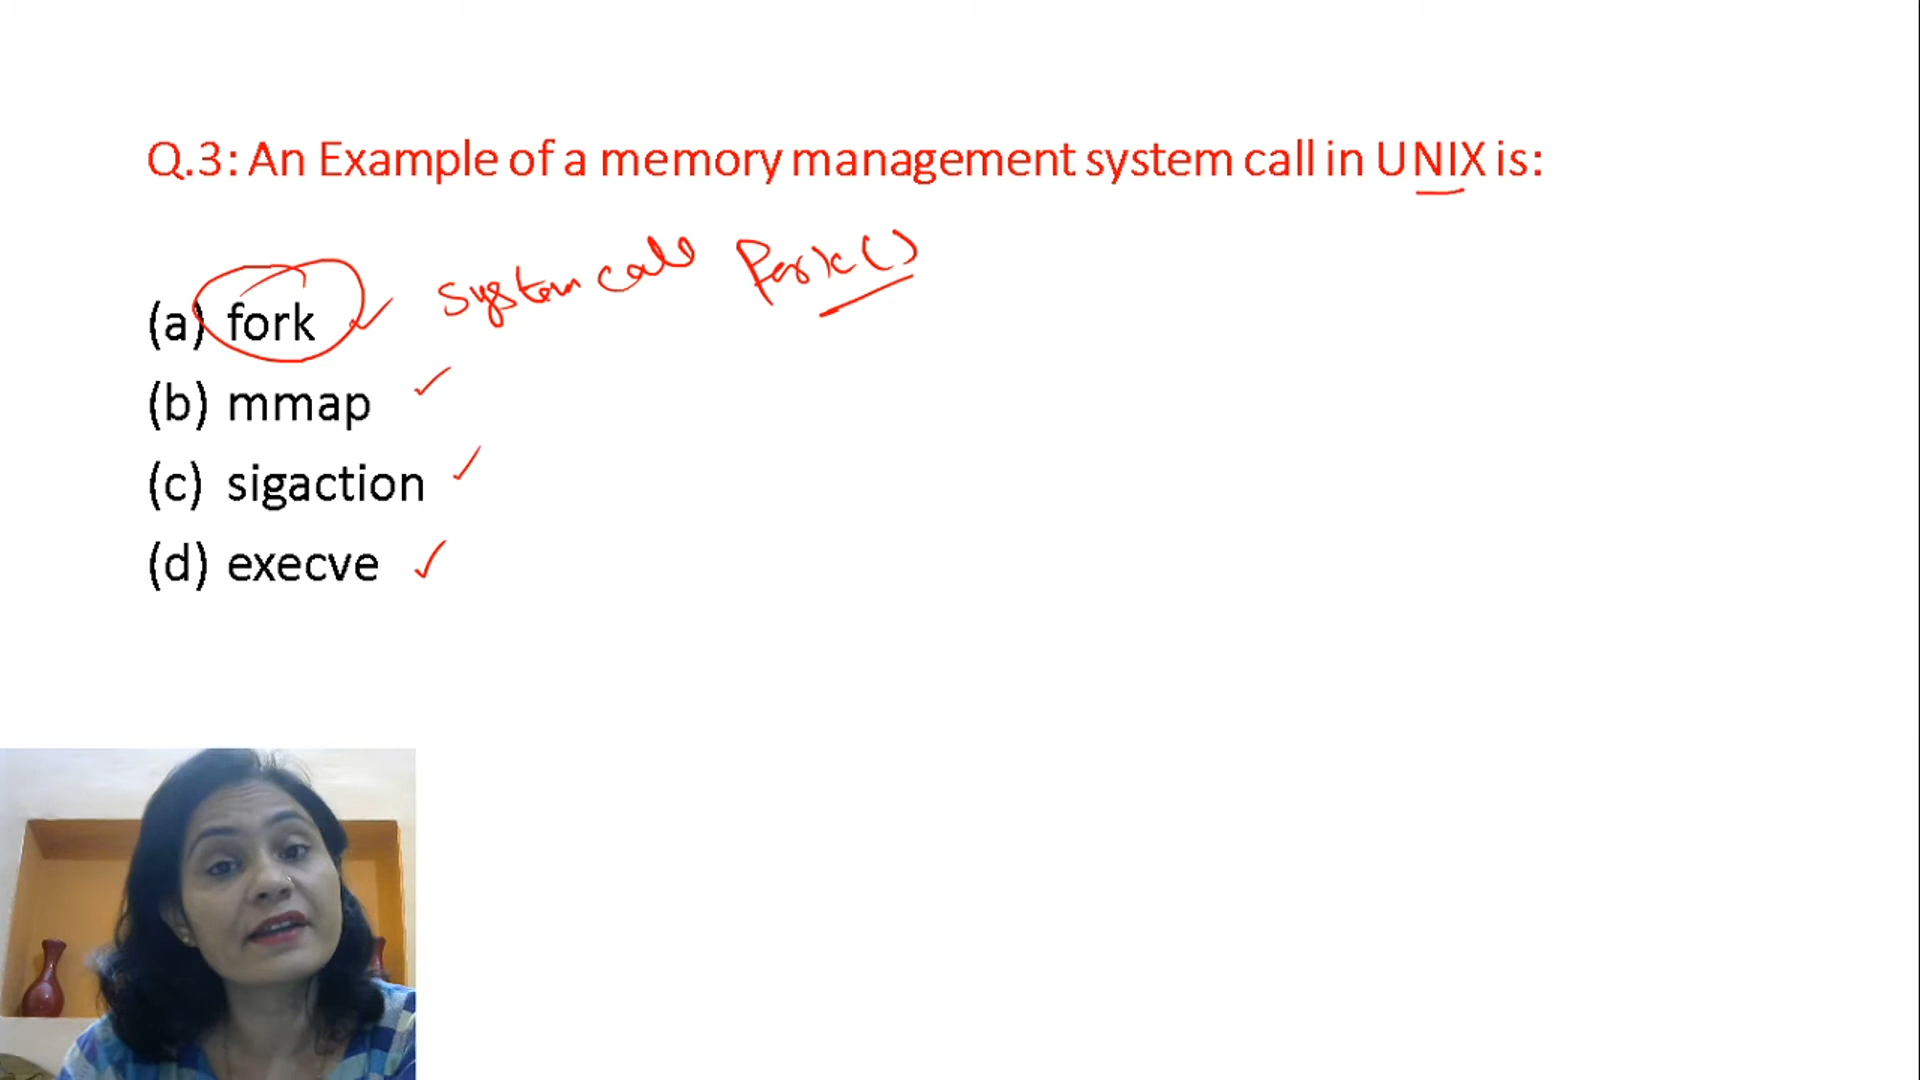 Q.3: An Example of a memory management system call in UNIX is:
system call fork()
(a) fork
(b) mmap
(c) sigaction
(d) execve